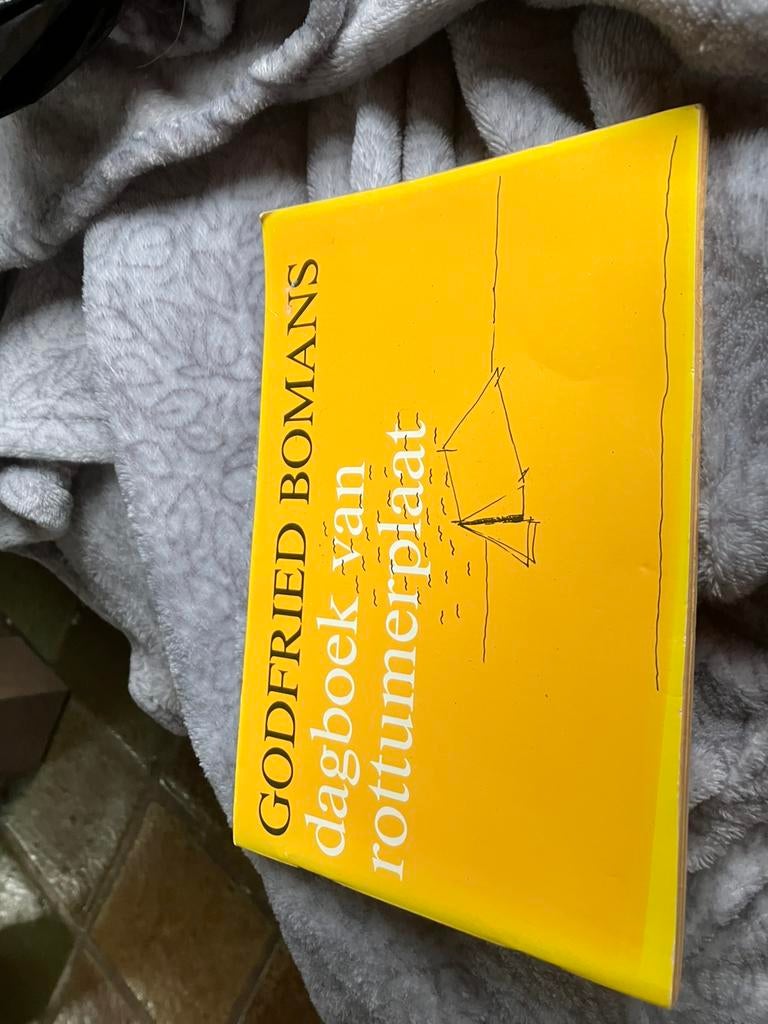 GODFRIED BOMANS
dagboek van
rottumerplaat